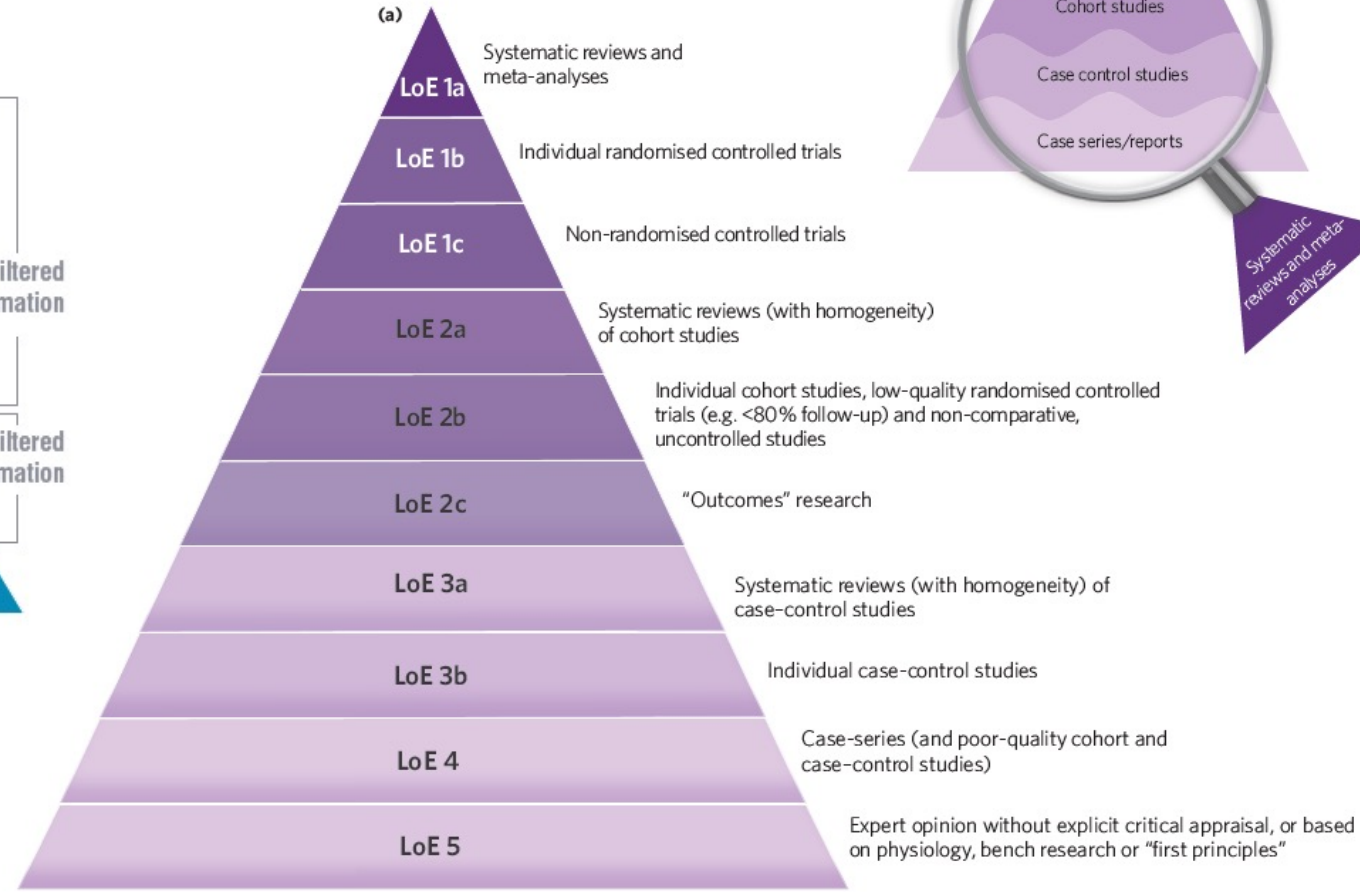 (a)
LoE 1a
Systematic reviews and
meta-analyses
LoE 1b
Individual randomised controlled trials
LoE 1c
Non-randomised controlled trials
LoE 2a
Systematic reviews (with homogeneity)
of cohort studies
LoE 2b
Individual cohort studies, low-quality randomised controlled
trials (e.g. <80% follow-up) and non-comparative,
uncontrolled studies
LoE 2c
“Outcomes” research
LoE 3a
Systematic reviews (with homogeneity) of
case–control studies
LoE 3b
Individual case-control studies
LoE 4
Case-series (and poor-quality cohort and
case–control studies)
LoE 5
Expert opinion without explicit critical appraisal, or based
on physiology, bench research or “first principles”
Cohort studies
Case control studies
Case series/reports
Systematic
reviews and meta-
analyses